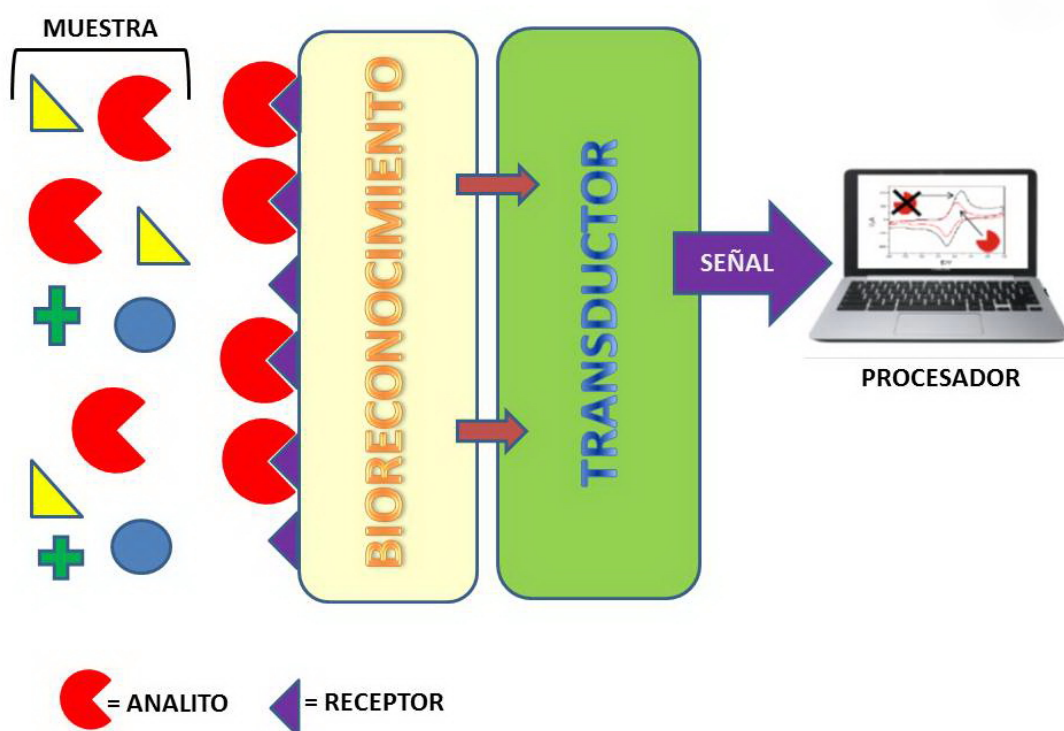 MUESTRA
BIORECONOCIMIENTO
TRANSDUCTOR
SEÑAL
PROCESADOR
= ANALITO
= RECEPTOR